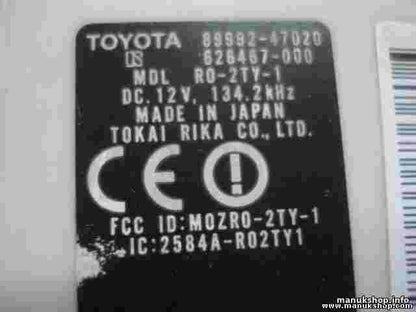 TOYOTA 89992-47020
626467-000
MDL RO-2TY-1
DC.12V, 134.2kHz
MADE IN JAPAN
TOKAI RIKA CO., LTD.
CE
FCC ID:MOZRO-2TY-1
IC:2584A-RO2TY1
manukshop.info
www.manukshop.com